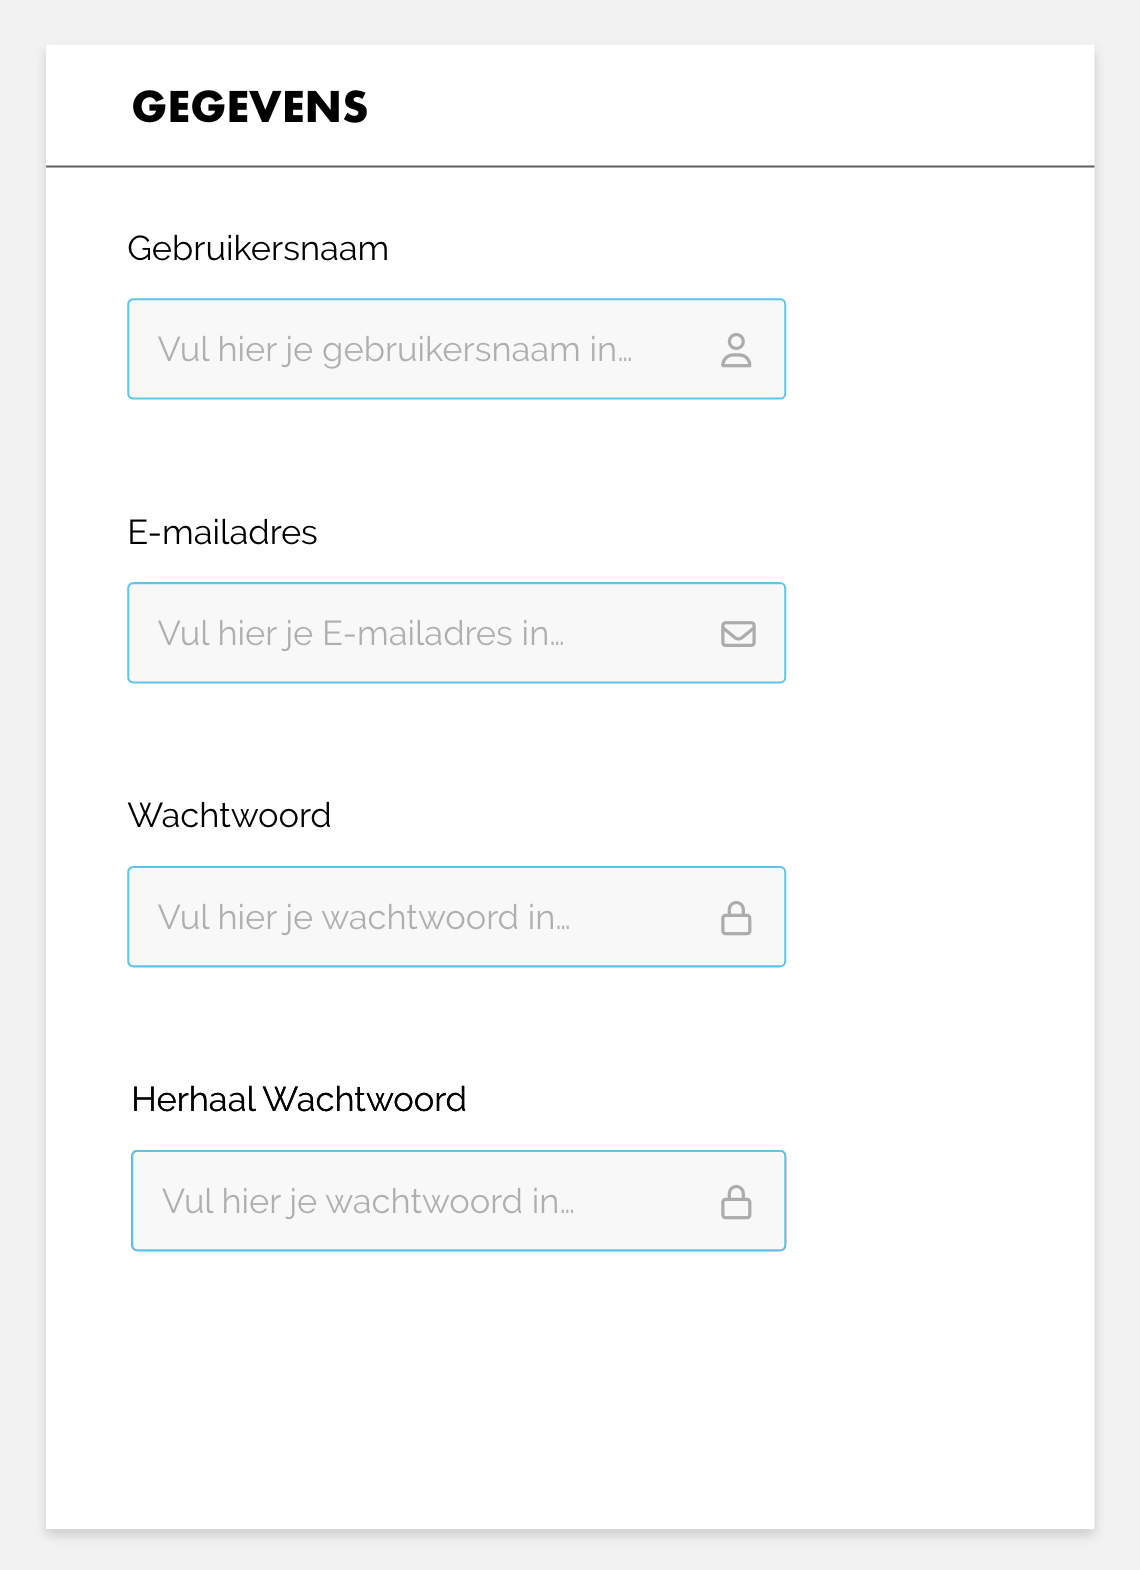 GEGEVENS
Gebruikersnaam
Vul hier je gebruikersnaam in...
E-mailadres
Vul hier je E-mailadres in...
Wachtwoord
Vul hier je wachtwoord in...
Herhaal Wachtwoord
Vul hier je wachtwoord in...